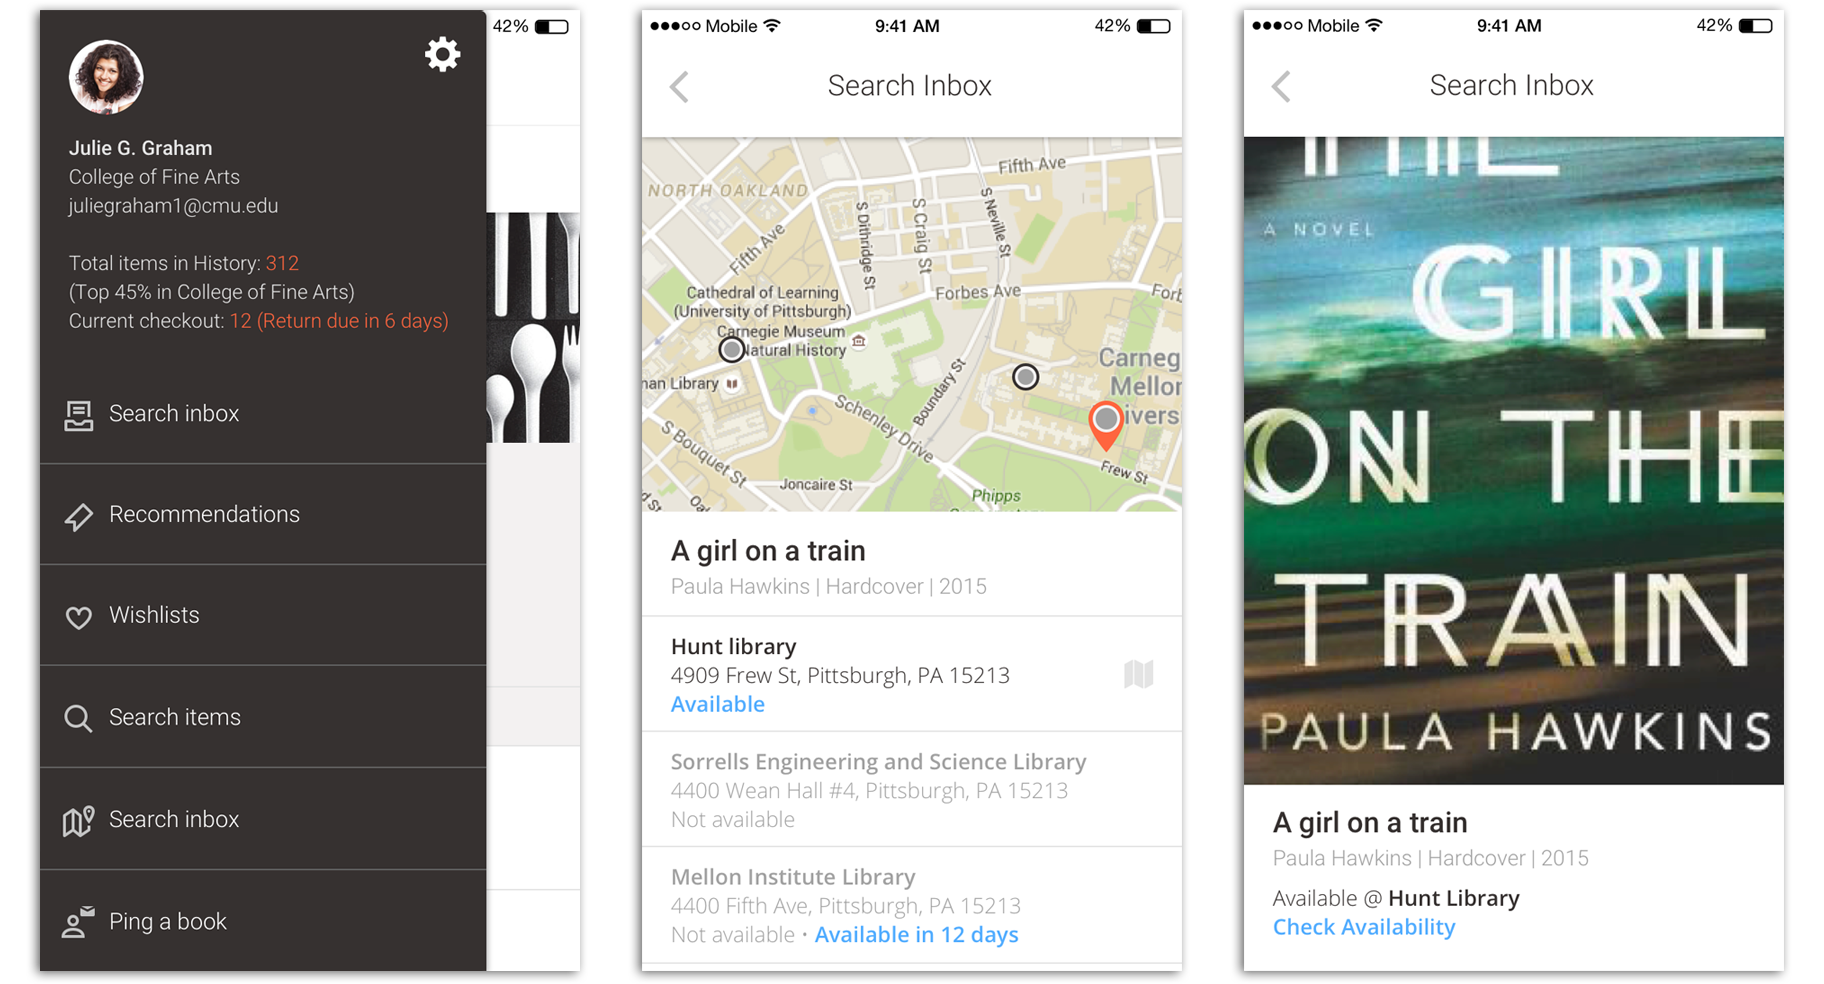 42%
Julie G. Graham
College of Fine Arts
juliegraham1@cmu.edu
Total items in History: 312
(Top 45% in College of Fine Arts)
Current checkout: 12 (Return due in 6 days)
Search inbox
Recommendations
Wishlists
Search items
Search inbox
Ping a book
Mobile 9:41 AM 42%
Search Inbox
Fifth Ave
NORTH OAKLAND
S Dithridge St
S Craig St
S Neville St
Fifth Ave
Cathedral of Learning
(University of Pittsburgh)
Forbes Ave
Forb
Carnegie Museum
Natural History
Carneg
Mellon
ivers
an Library
Boundary St
Schenley Drive
S Bouquet St
Joncaire St
Frew St
Phipps
A girl on a train
Paula Hawkins | Hardcover | 2015
Hunt library
4909 Frew St, Pittsburgh, PA 15213
Available
Sorrells Engineering and Science Library
4400 Wean Hall #4, Pittsburgh, PA 15213
Not available
Mellon Institute Library
4400 Fifth Ave, Pittsburgh, PA 15213
Not available • Available in 12 days
Mobile 9:41 AM 42%
Search Inbox
THE
A NOVEL
GIRL
ON THE
TRAIN
PAULA HAWKINS
A girl on a train
Paula Hawkins | Hardcover | 2015
Available @ Hunt Library
Check Availability